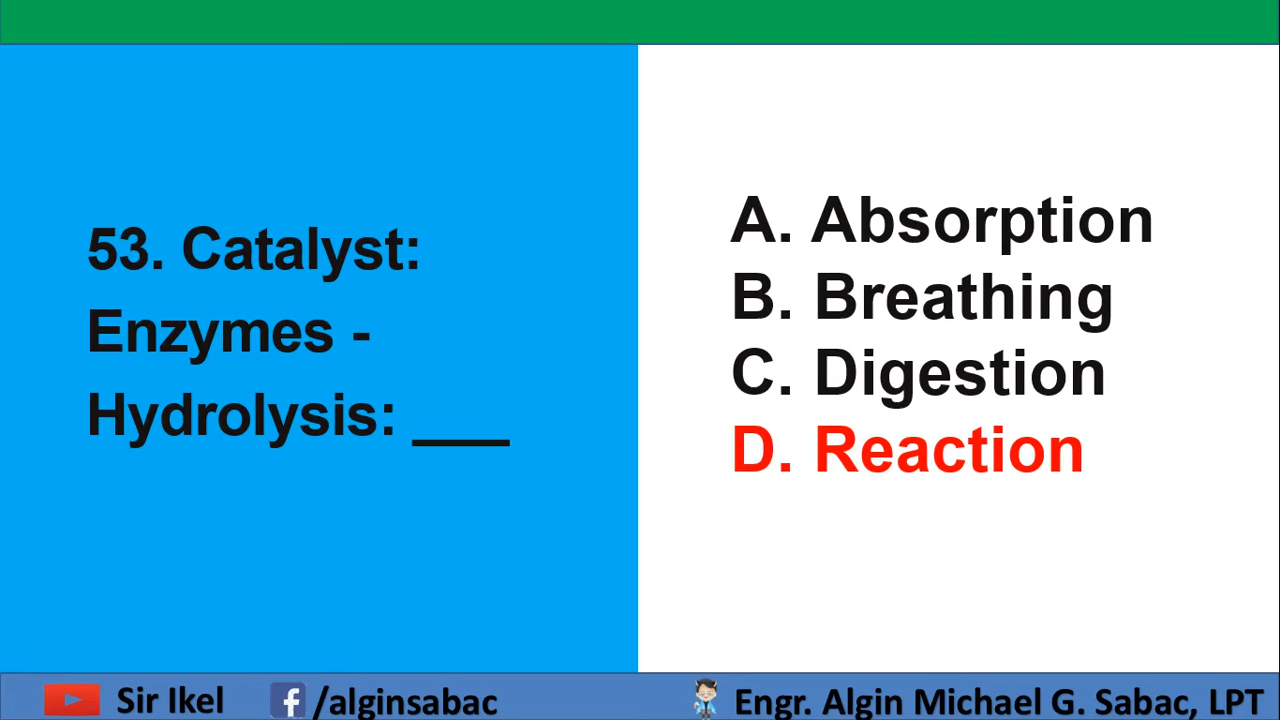 53. Catalyst:
Enzymes -
Hydrolysis: ___
A. Absorption
B. Breathing
C. Digestion
D. Reaction
Sir Ikel
/alginsabac
Engr. Algin Michael G. Sabac, LPT